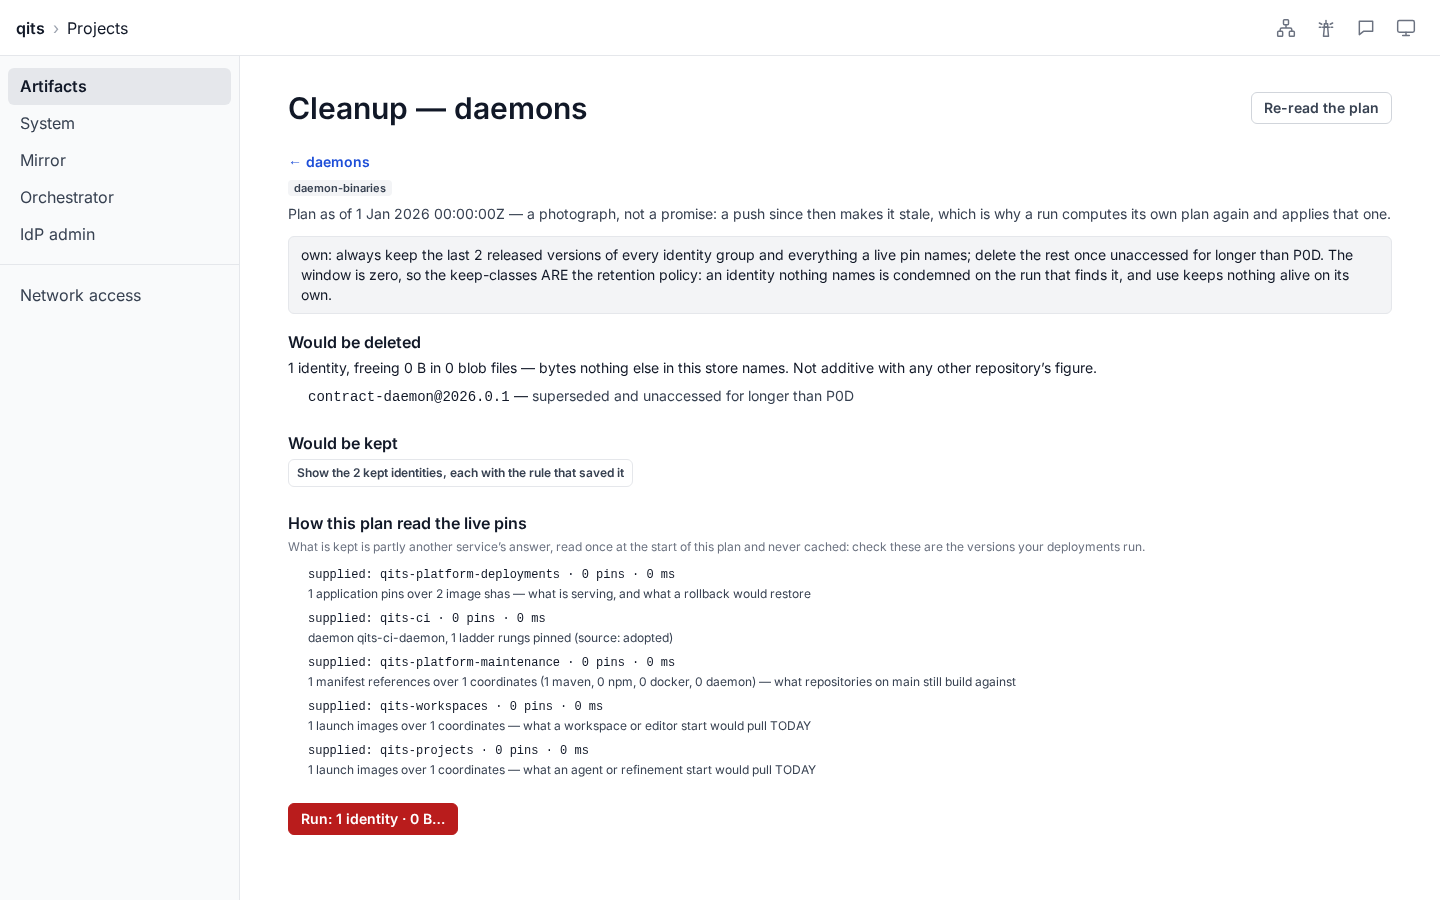 qits › Projects
Artifacts
System
Mirror
Orchestrator
IdP admin
Network access
Cleanup — daemons
Re-read the plan
← daemons
daemon-binaries
Plan as of 1 Jan 2026 00:00:00Z — a photograph, not a promise: a push since then makes it stale, which is why a run computes its own plan again and applies that one.
own: always keep the last 2 released versions of every identity group and everything a live pin names; delete the rest once unaccessed for longer than P0D. The
window is zero, so the keep-classes ARE the retention policy: an identity nothing names is condemned on the run that finds it, and use keeps nothing alive on its
own.
Would be deleted
1 identity, freeing 0 B in 0 blob files — bytes nothing else in this store names. Not additive with any other repository’s figure.
contract-daemon@2026.0.1 — superseded and unaccessed for longer than P0D
Would be kept
Show the 2 kept identities, each with the rule that saved it
How this plan read the live pins
What is kept is partly another service’s answer, read once at the start of this plan and never cached: check these are the versions your deployments run.
supplied: qits-platform-deployments · 0 pins · 0 ms
1 application pins over 2 image shas — what is serving, and what a rollback would restore
supplied: qits-ci · 0 pins · 0 ms
daemon qits-ci-daemon, 1 ladder rungs pinned (source: adopted)
supplied: qits-platform-maintenance · 0 pins · 0 ms
1 manifest references over 1 coordinates (1 maven, 0 npm, 0 docker, 0 daemon) — what repositories on main still build against
supplied: qits-workspaces · 0 pins · 0 ms
1 launch images over 1 coordinates — what a workspace or editor start would pull TODAY
supplied: qits-projects · 0 pins · 0 ms
1 launch images over 1 coordinates — what an agent or refinement start would pull TODAY
Run: 1 identity · 0 B…